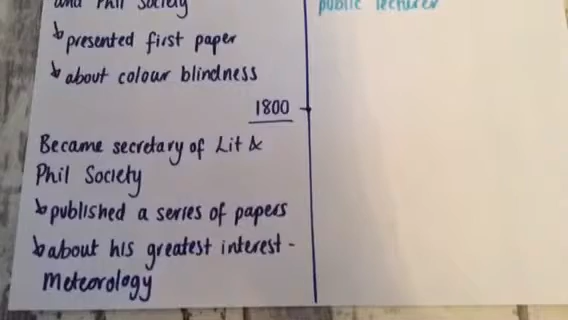 and Phil Society
public lecturer
↳presented first paper
↳about colour blindness
1800
Became secretary of Lit &
Phil Society
↳published a series of papers
↳about his greatest interest -
Meteorology